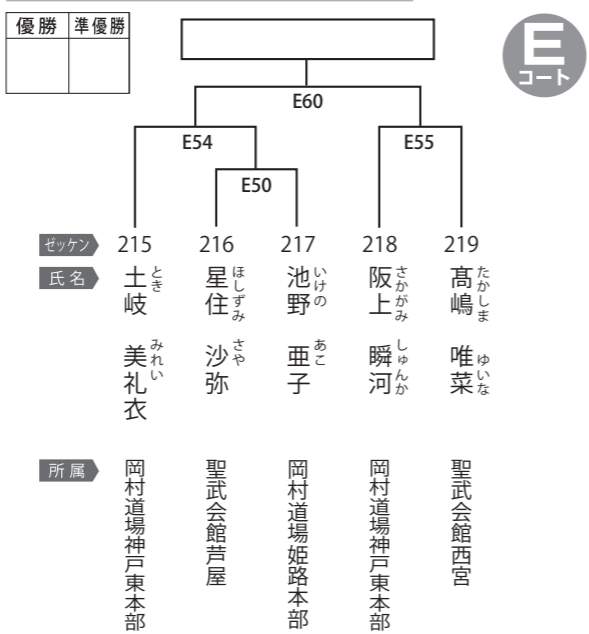 優勝 準優勝
E
コート
E60
E54 E55
E50
ゼッケン 215 216 217 218 219
氏名
土岐 美礼衣
とき みれい
星住 沙弥
ほしずみ さや
池野 亜子
いけの あこ
阪上 瞬河
さかがみ しゅんか
髙嶋 唯菜
たかしま ゆいな
所属
岡村道場神戸東本部
聖武会館芦屋
岡村道場姫路本部
岡村道場神戸東本部
聖武会館西宮